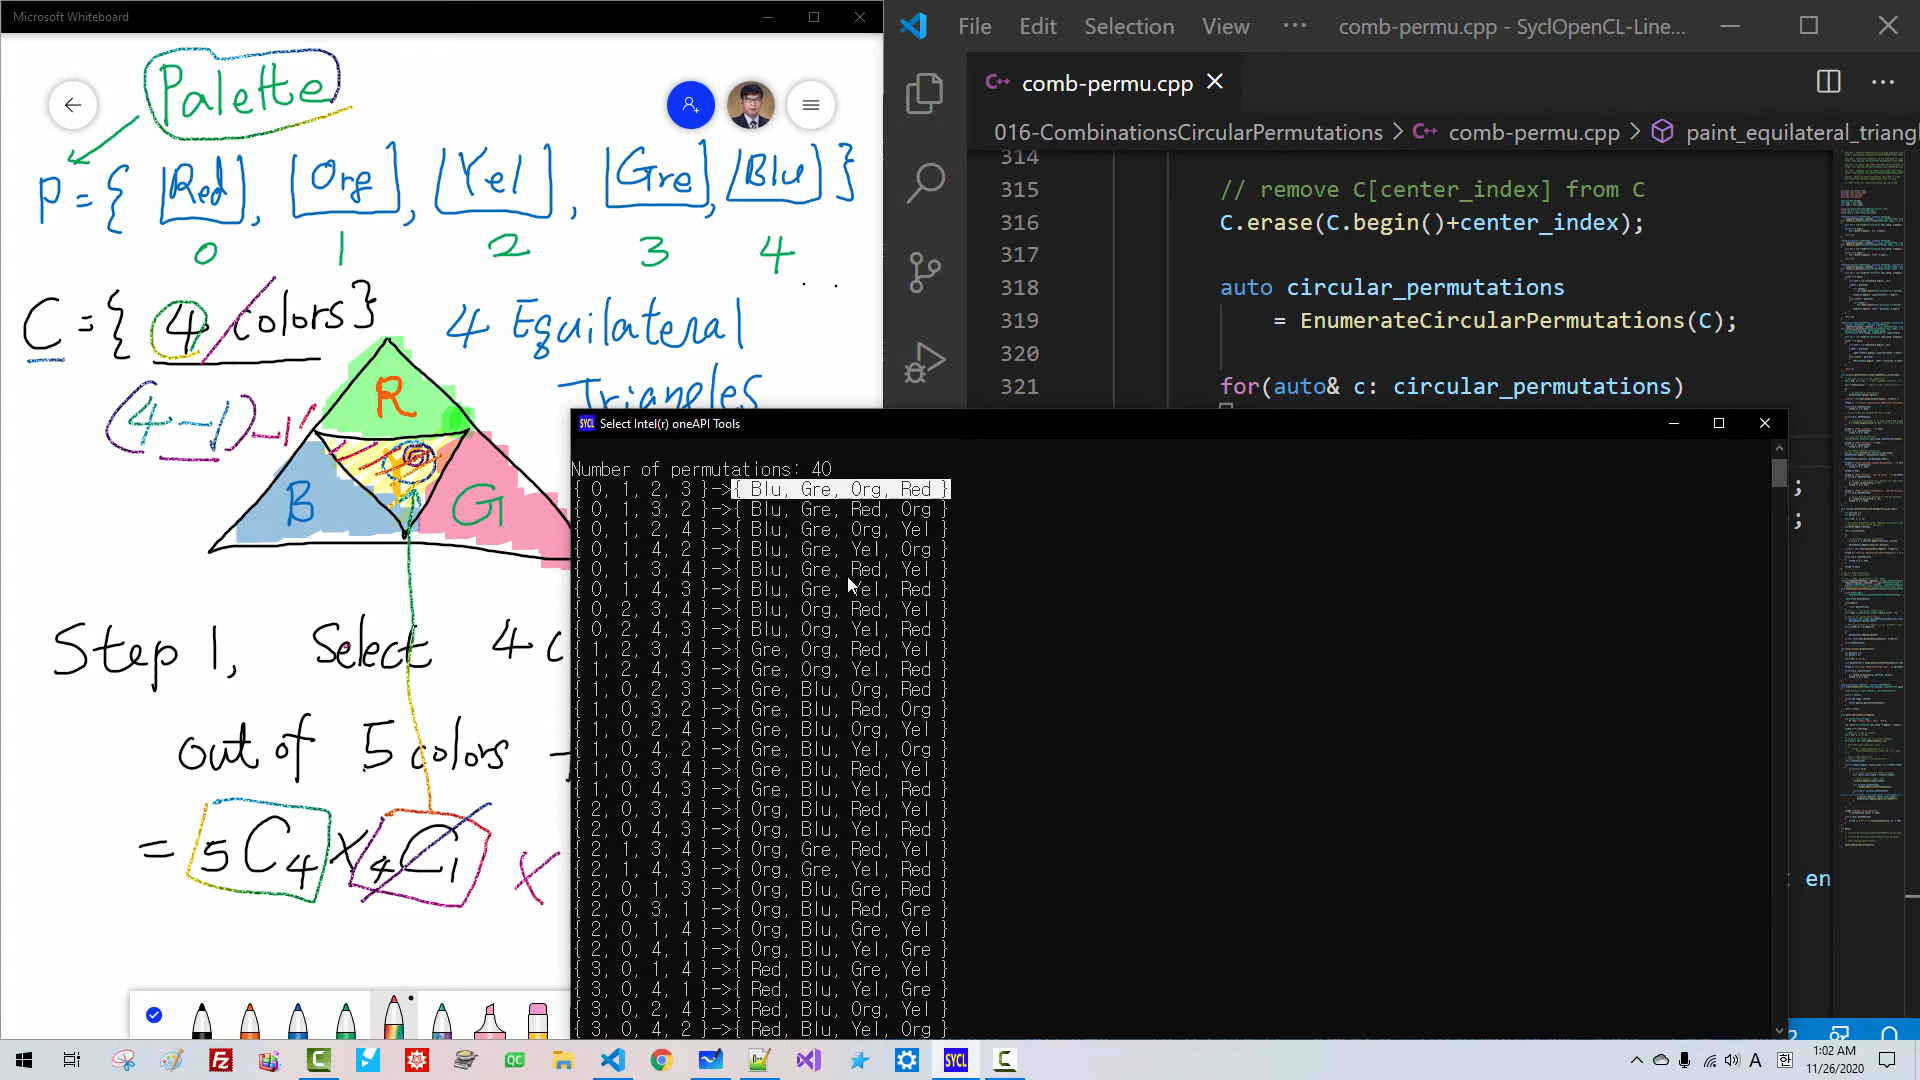 Microsoft Whiteboard
Palette
P = { Red, Org, Yel, Gre, Blu }
0 1 2 3 4
C = { 4 Colors }
4 Equilateral
Triangles
(4-1)-1!
R
B
Y
G
Step 1, Select 4 c
out of 5 colors
= 5C4 X 4C1 X
File Edit Selection View ··· comb-permu.cpp - SyclOpenCL-Line...
comb-permu.cpp
016-CombinationsCircularPermutations > comb-permu.cpp > paint_equilateral_triangl
314
315 // remove C[center_index] from C
316 C.erase(C.begin()+center_index);
317
318 auto circular_permutations
319 = EnumerateCircularPermutations(C);
320
321 for(auto& c: circular_permutations)
;
;
en
SYCL Select Intel(r) oneAPI Tools
Number of permutations: 40
{ 0, 1, 2, 3 }->{ Blu, Gre, Org, Red }
{ 0, 1, 3, 2 }->{ Blu, Gre, Red, Org }
{ 0, 1, 2, 4 }->{ Blu, Gre, Org, Yel }
{ 0, 1, 4, 2 }->{ Blu, Gre, Yel, Org }
{ 0, 1, 3, 4 }->{ Blu, Gre, Red, Yel }
{ 0, 1, 4, 3 }->{ Blu, Gre, Yel, Red }
{ 0, 2, 3, 4 }->{ Blu, Org, Red, Yel }
{ 0, 2, 4, 3 }->{ Blu, Org, Yel, Red }
{ 1, 2, 3, 4 }->{ Gre, Org, Red, Yel }
{ 1, 2, 4, 3 }->{ Gre, Org, Yel, Red }
{ 1, 0, 2, 3 }->{ Gre, Blu, Org, Red }
{ 1, 0, 3, 2 }->{ Gre, Blu, Red, Org }
{ 1, 0, 2, 4 }->{ Gre, Blu, Org, Yel }
{ 1, 0, 4, 2 }->{ Gre, Blu, Yel, Org }
{ 1, 0, 3, 4 }->{ Gre, Blu, Red, Yel }
{ 1, 0, 4, 3 }->{ Gre, Blu, Yel, Red }
{ 2, 0, 3, 4 }->{ Org, Blu, Red, Yel }
{ 2, 0, 4, 3 }->{ Org, Blu, Yel, Red }
{ 2, 1, 3, 4 }->{ Org, Gre, Red, Yel }
{ 2, 1, 4, 3 }->{ Org, Gre, Yel, Red }
{ 2, 0, 1, 3 }->{ Org, Blu, Gre, Red }
{ 2, 0, 3, 1 }->{ Org, Blu, Red, Gre }
{ 2, 0, 1, 4 }->{ Org, Blu, Gre, Yel }
{ 2, 0, 4, 1 }->{ Org, Blu, Yel, Gre }
{ 3, 0, 1, 4 }->{ Red, Blu, Gre, Yel }
{ 3, 0, 4, 1 }->{ Red, Blu, Yel, Gre }
{ 3, 0, 2, 4 }->{ Red, Blu, Org, Yel }
{ 3, 0, 4, 2 }->{ Red, Blu, Yel, Org }
QC
SYCL
A
한
1:02 AM
11/26/2020